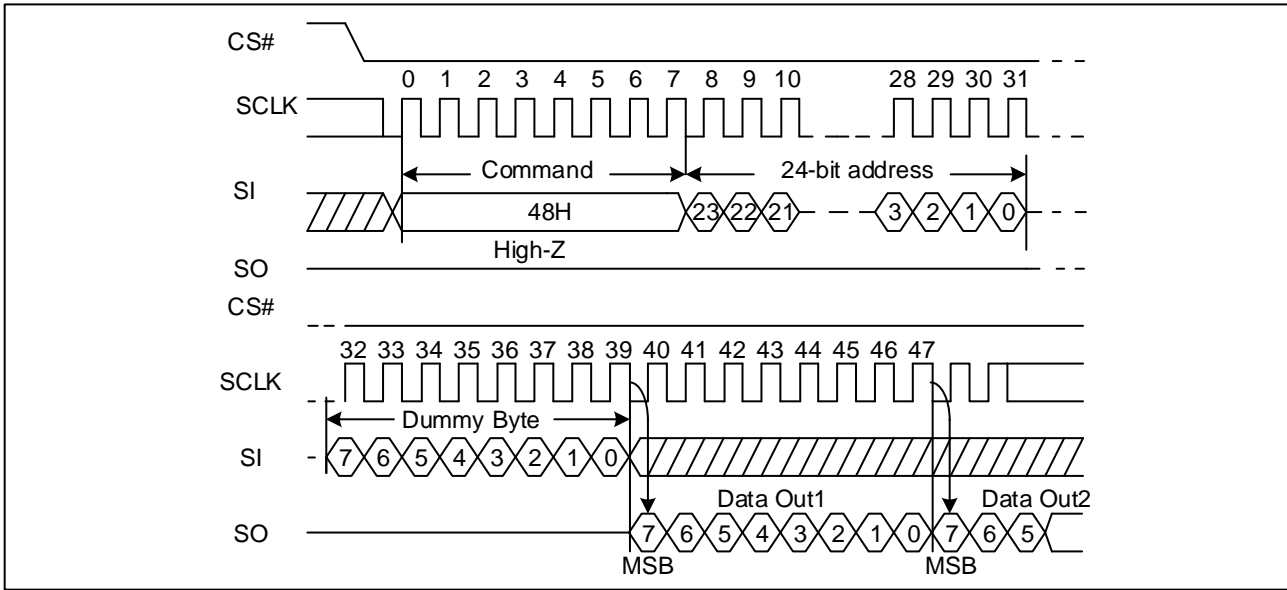 CS#
0 1 2 3 4 5 6 7 8 9 10 28 29 30 31
SCLK
Command 24-bit address
SI
48H 23 22 21 3 2 1 0
High-Z
SO
CS#
32 33 34 35 36 37 38 39 40 41 42 43 44 45 46 47
SCLK
Dummy Byte
SI 7 6 5 4 3 2 1 0
Data Out1 Data Out2
SO 7 6 5 4 3 2 1 0 7 6 5
MSB MSB